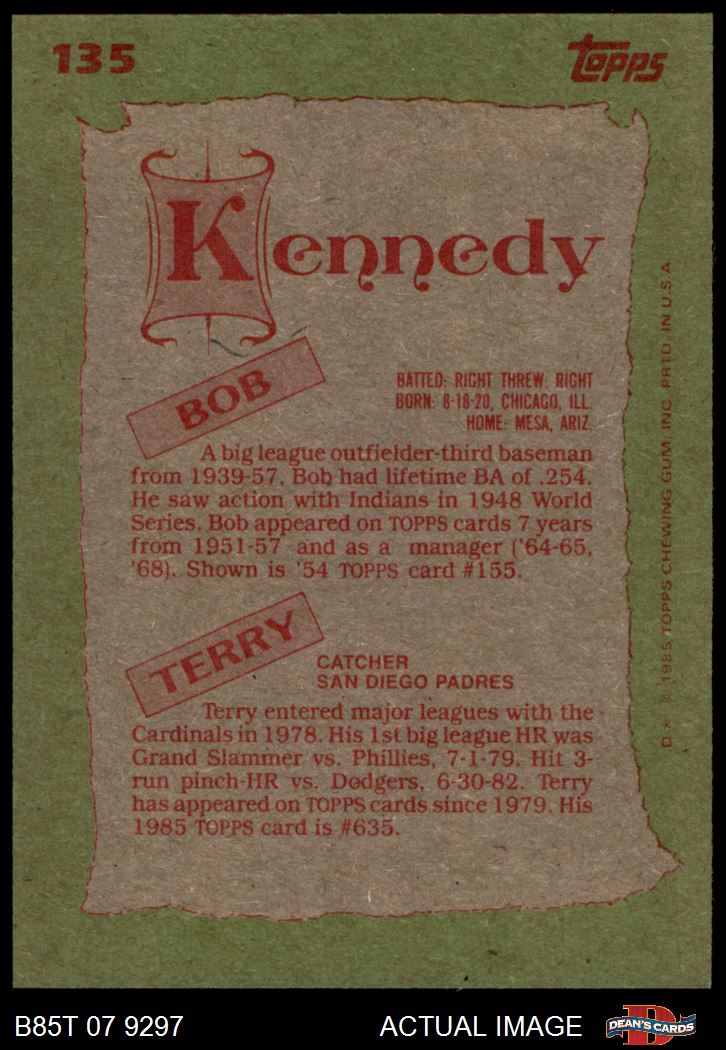 135
topps
Kennedy
BOB
BATTED: RIGHT THREW: RIGHT
BORN: 8-18-20, CHICAGO, ILL.
HOME: MESA, ARIZ.
A big league outfielder-third baseman
from 1939-57, Bob had lifetime BA of .254.
He saw action with Indians in 1948 World
Series. Bob appeared on TOPPS cards 7 years
from 1951-57 and as a manager ('64-65,
'68). Shown is '54 TOPPS card #155.
TERRY
CATCHER
SAN DIEGO PADRES
Terry entered major leagues with the
Cardinals in 1978. His 1st big league HR was
Grand Slammer vs. Phillies, 7-1-79. Hit 3-
run pinch-HR vs. Dodgers, 6-30-82. Terry
has appeared on TOPPS cards since 1979. His
1985 TOPPS card is #635.
D* © 1985 TOPPS CHEWING GUM, INC. PRTD. IN U.S.A.
B85T 07 9297
ACTUAL IMAGE
D
DEAN'S CARDS